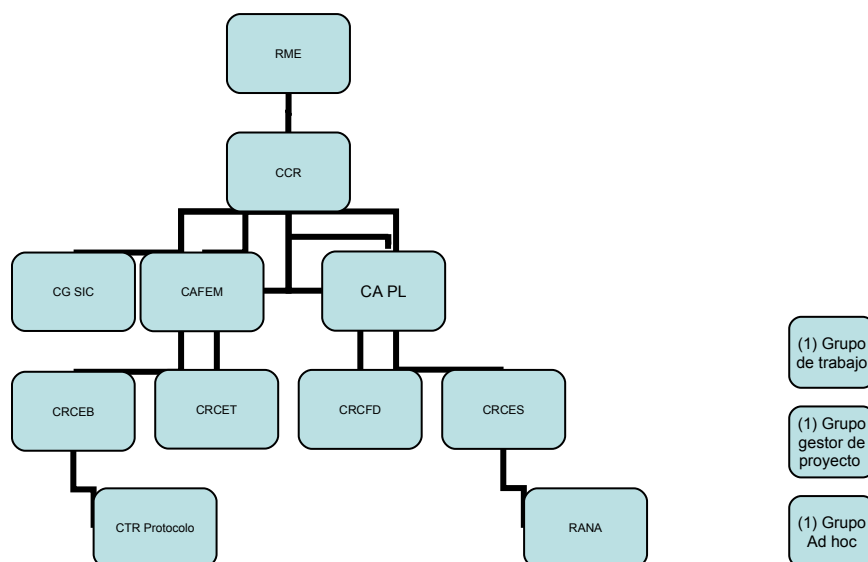 RME
CCR
CG SIC
CAFEM
CA PL
CRCEB
CRCET
CRCFD
CRCES
CTR Protocolo
RANA
(1) Grupo
de trabajo
(1) Grupo
gestor de
proyecto
(1) Grupo
Ad hoc